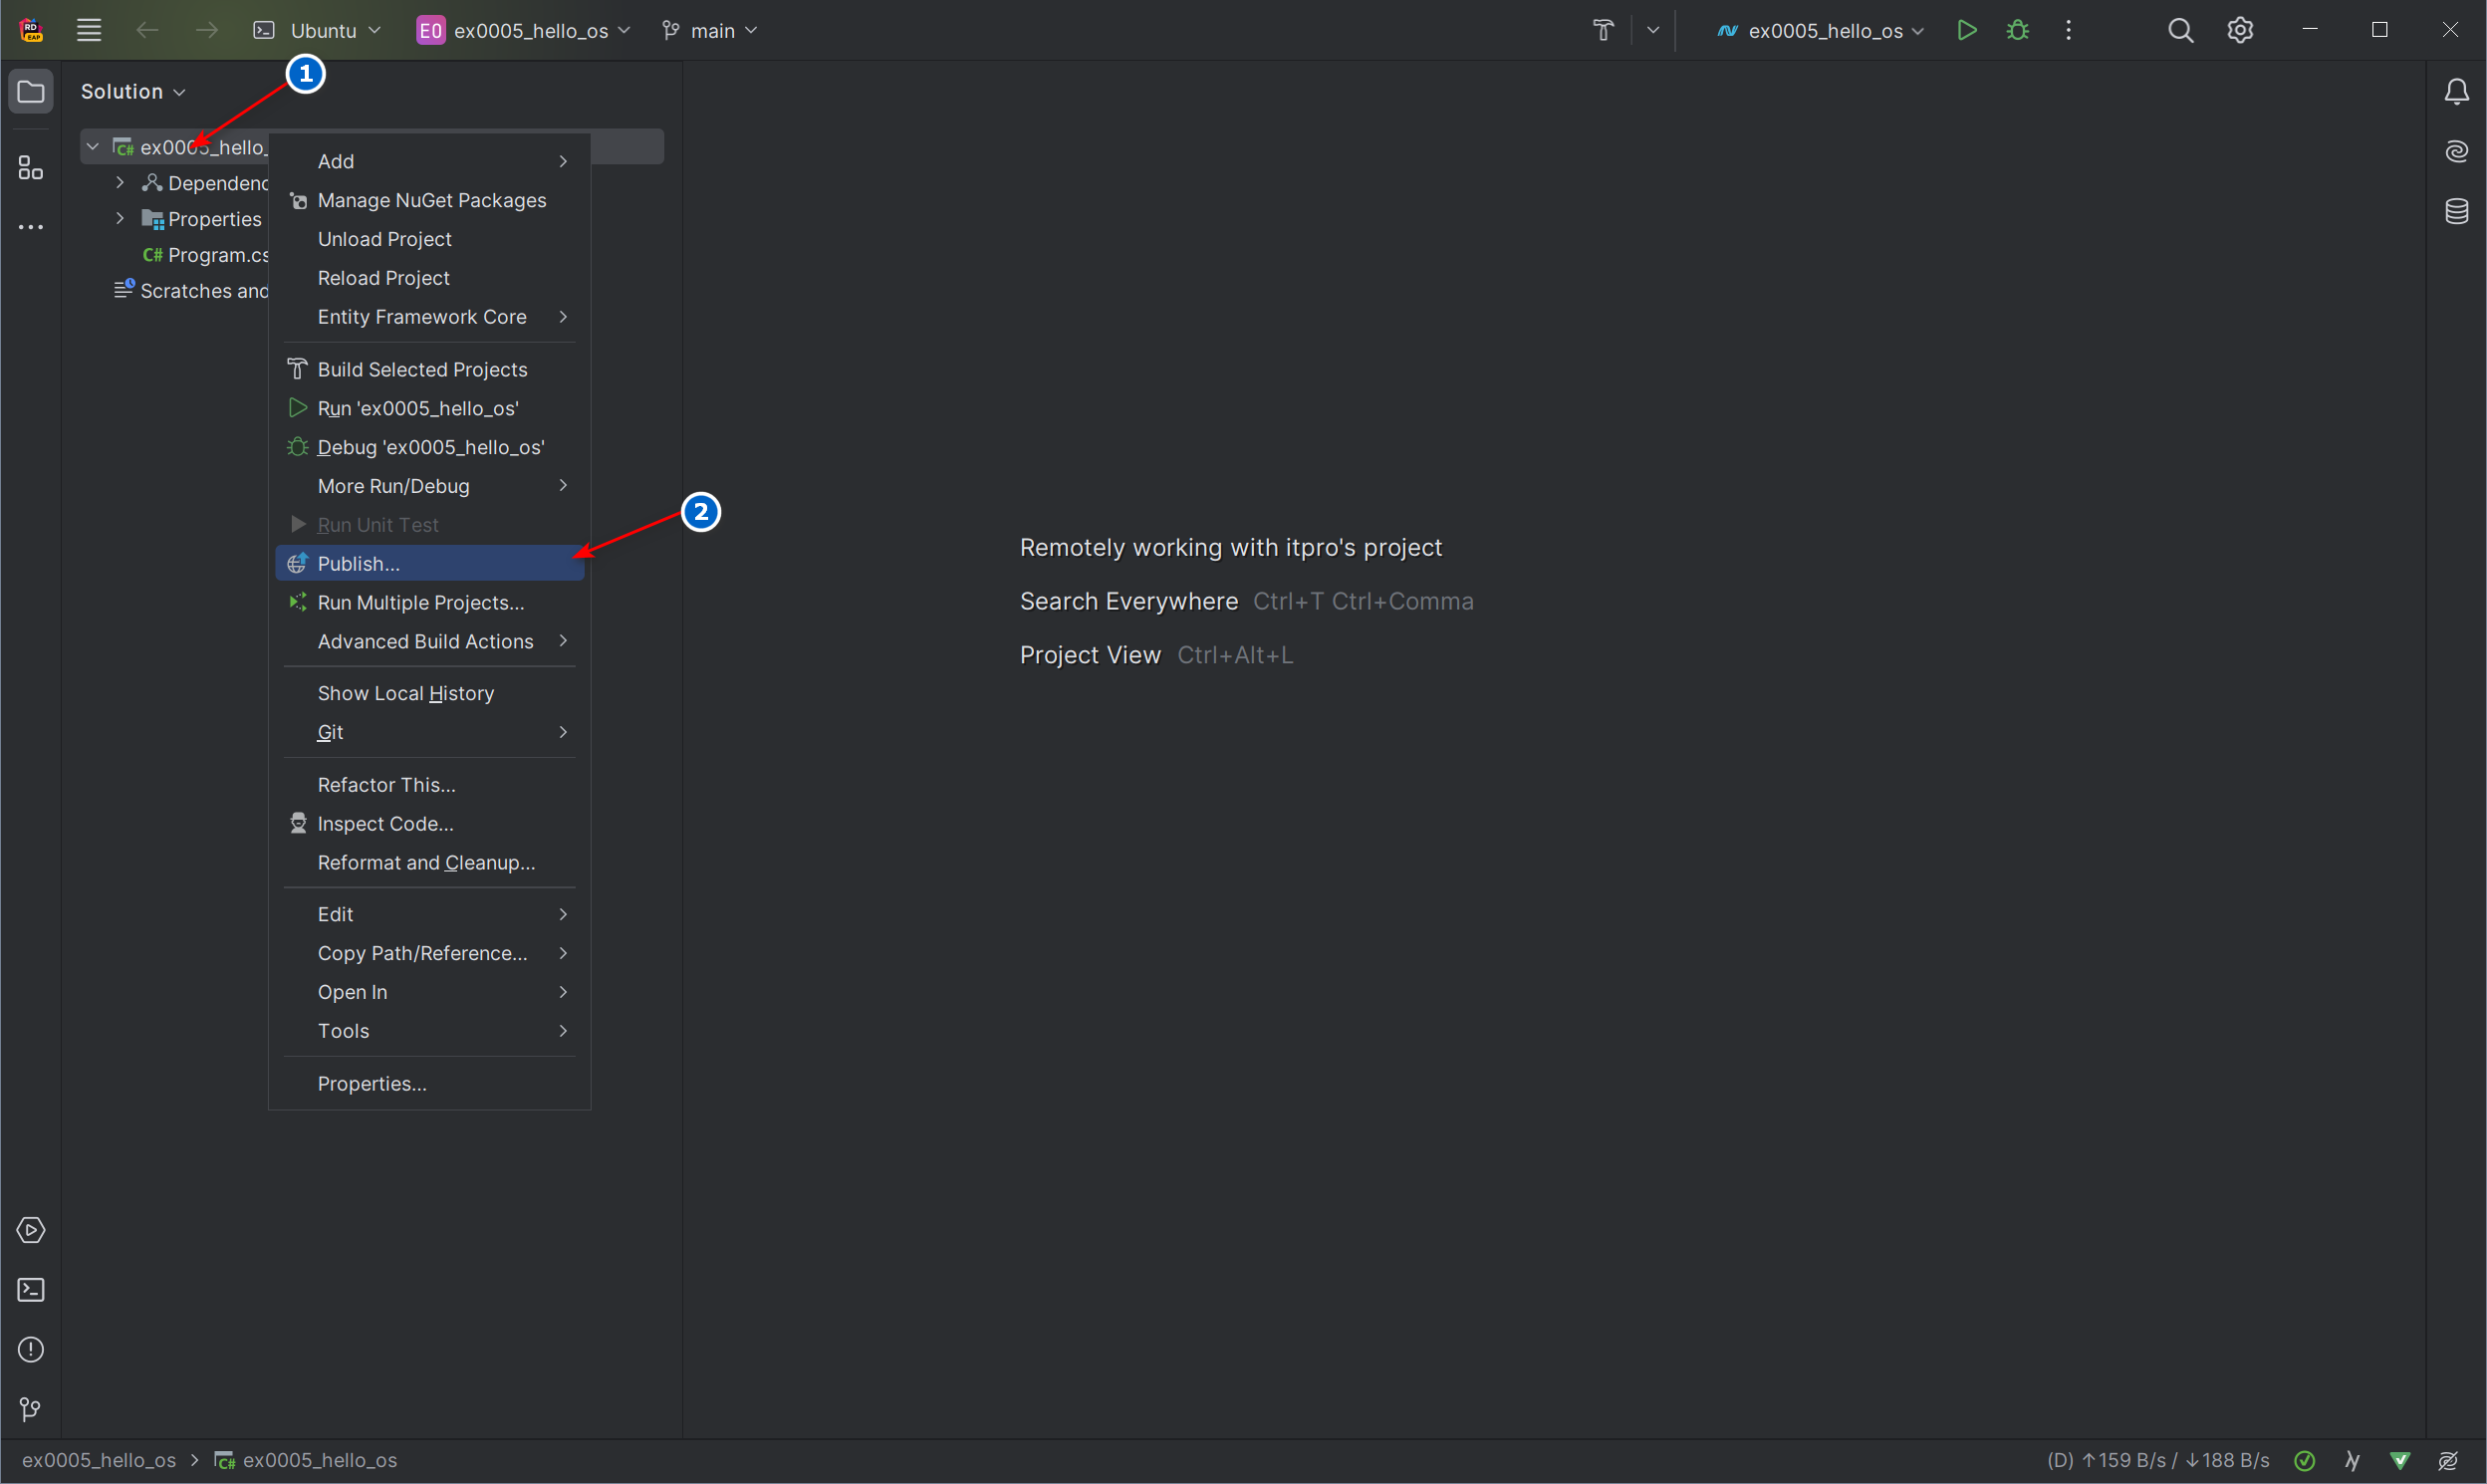 RD
EAP
Ubuntu
E0 ex0005_hello_os
main
ex0005_hello_os
1
Solution
C# ex0005_hello_
Dependenc
Properties
C# Program.cs
Scratches and
Add
Manage NuGet Packages
Unload Project
Reload Project
Entity Framework Core
Build Selected Projects
Run 'ex0005_hello_os'
Debug 'ex0005_hello_os'
More Run/Debug
Run Unit Test
2
Publish...
Run Multiple Projects...
Advanced Build Actions
Show Local History
Git
Refactor This...
Inspect Code...
Reformat and Cleanup...
Edit
Copy Path/Reference...
Open In
Tools
Properties...
Remotely working with itpro's project
Search Everywhere Ctrl+T Ctrl+Comma
Project View Ctrl+Alt+L
ex0005_hello_os > C# ex0005_hello_os
(D) ↑159 B/s / ↓188 B/s